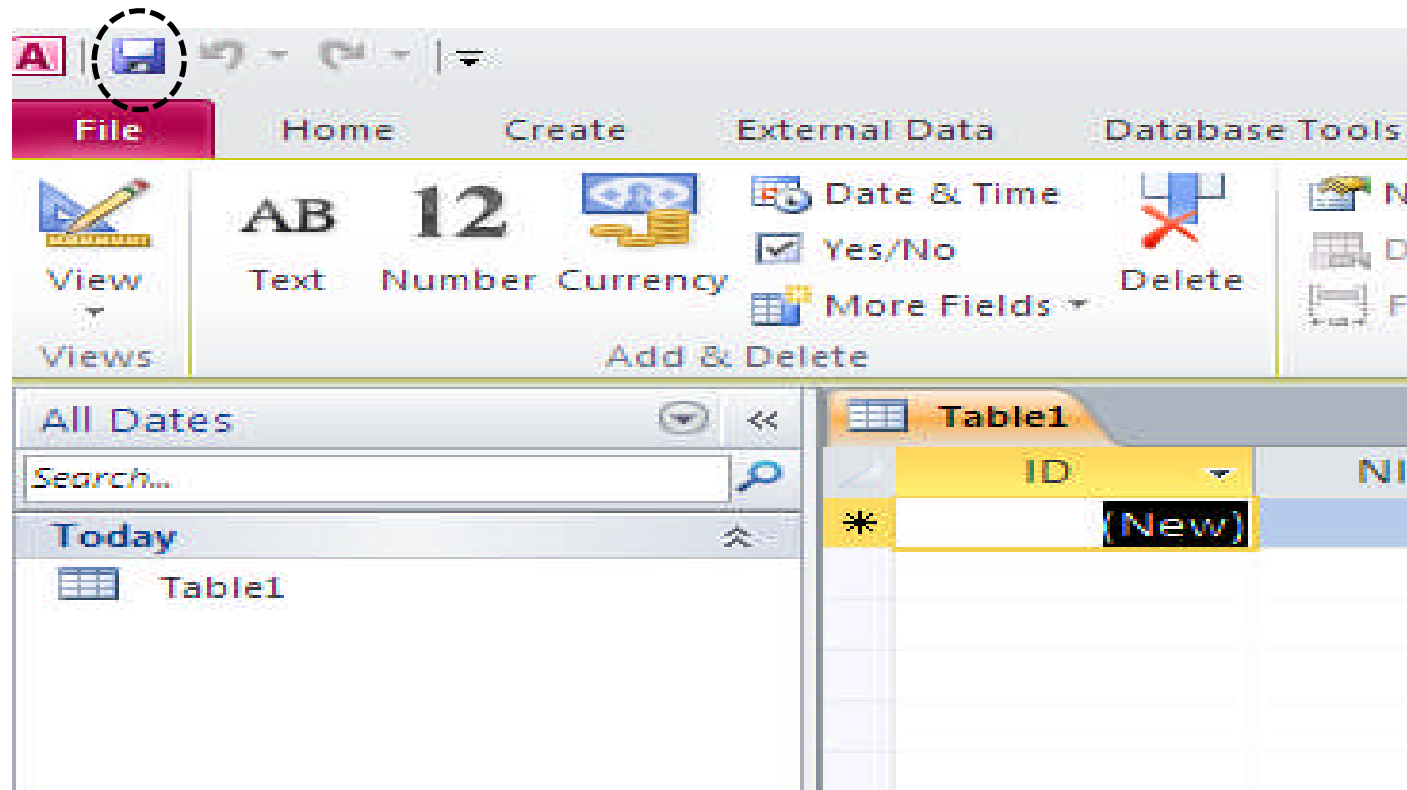 A
File Home Create External Data Database Tools
AB 12 Date & Time N
Yes/No D
View Text Number Currency More Fields Delete F
Views Add & Delete
All Dates Table1
Search... ID NI
Today (New)
Table1